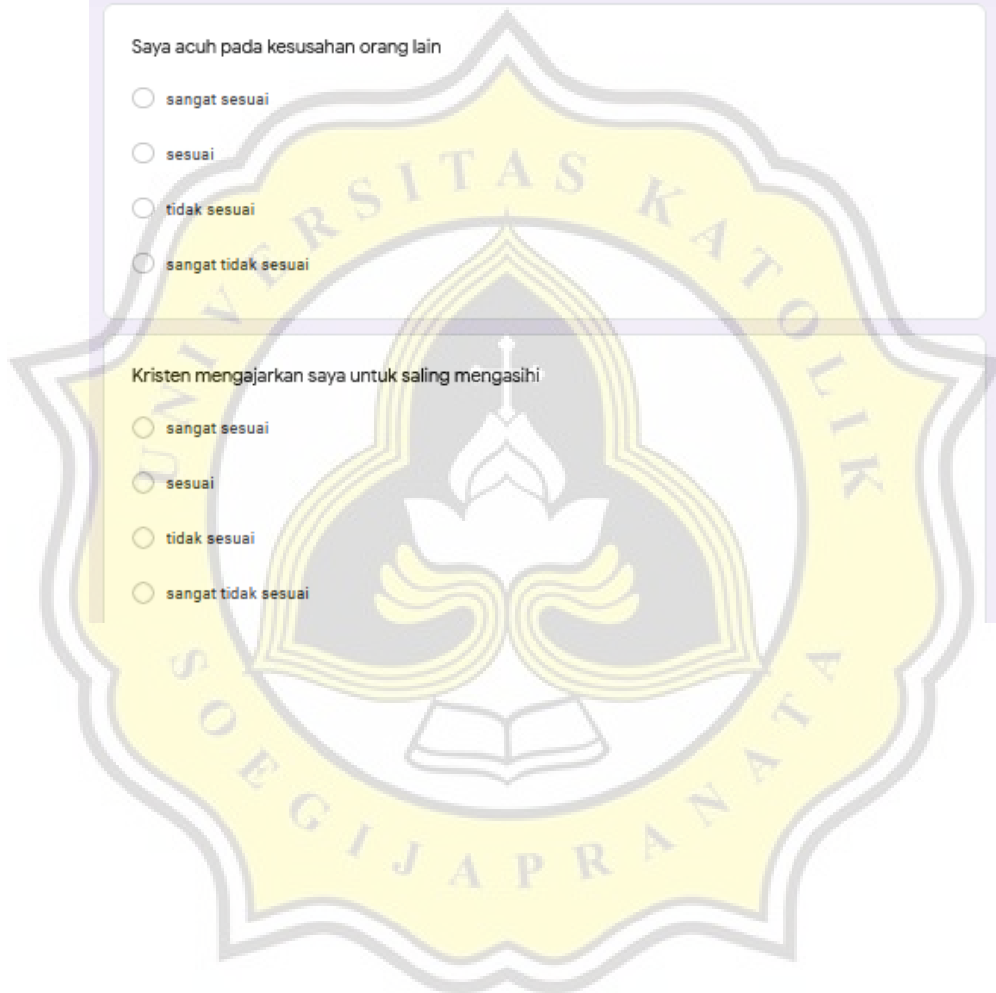 Saya acuh pada kesusahan orang lain
sangat sesuai
sesuai
tidak sesuai
sangat tidak sesuai
Kristen mengajarkan saya untuk saling mengasihi
sangat sesuai
sesuai
tidak sesuai
sangat tidak sesuai
UNIVERSITAS KATOLIK
SOEGIJAPRANATA